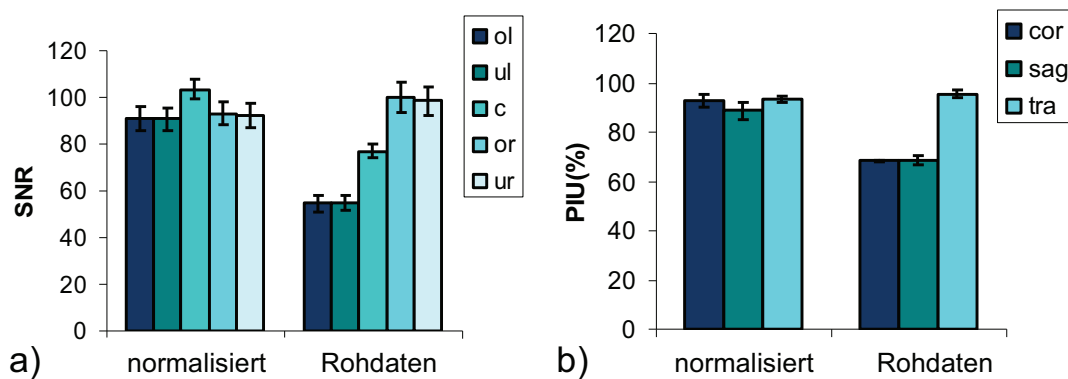 a)
SNR
120
100
80
60
40
20
0
normalisiert
Rohdaten
ol
ul
c
or
ur
b)
PIU(%)
120
100
80
60
40
20
0
normalisiert
Rohdaten
cor
sag
tra